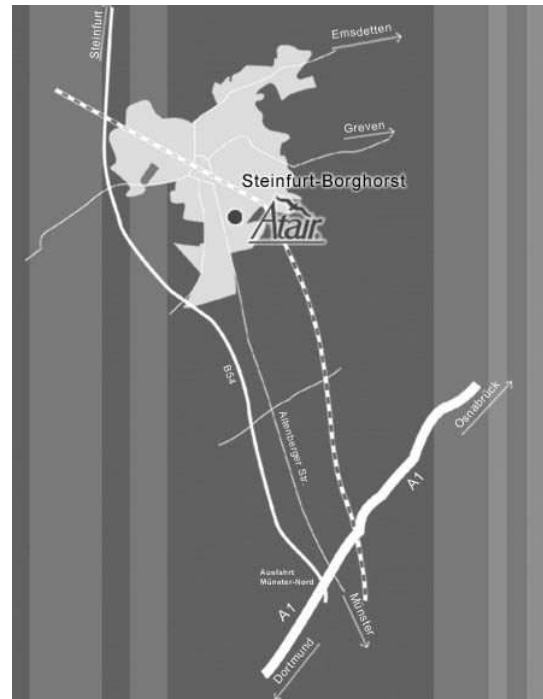 Steinfurt
Emsdetten
Greven
Steinfurt-Borghorst
Atair
B54
Altenberger Str.
Osnabrück
A1
Ausfahrt
Münster-Nord
A1
Münster
Dortmund